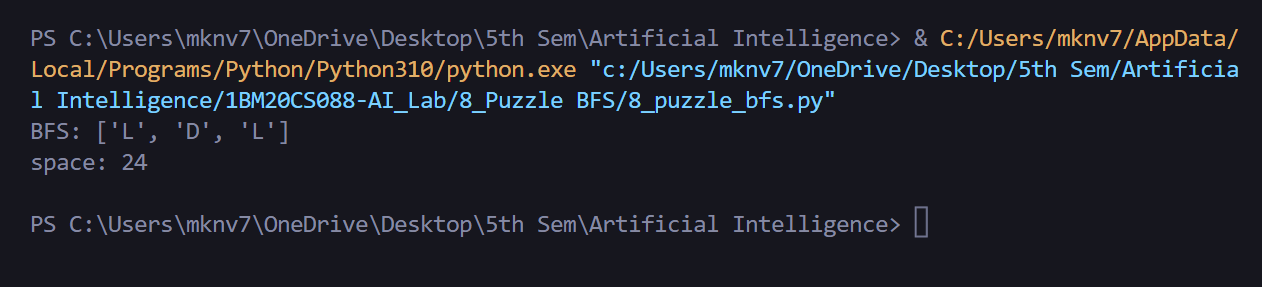 PS C:\Users\mknv7\OneDrive\Desktop\5th Sem\Artificial Intelligence> & C:/Users/mknv7/AppData/
Local/Programs/Python/Python310/python.exe "c:/Users/mknv7/OneDrive/Desktop/5th Sem/Artificia
l Intelligence/1BM20CS088-AI_Lab/8_Puzzle BFS/8_puzzle_bfs.py"
BFS: ['L', 'D', 'L']
space: 24
PS C:\Users\mknv7\OneDrive\Desktop\5th Sem\Artificial Intelligence>